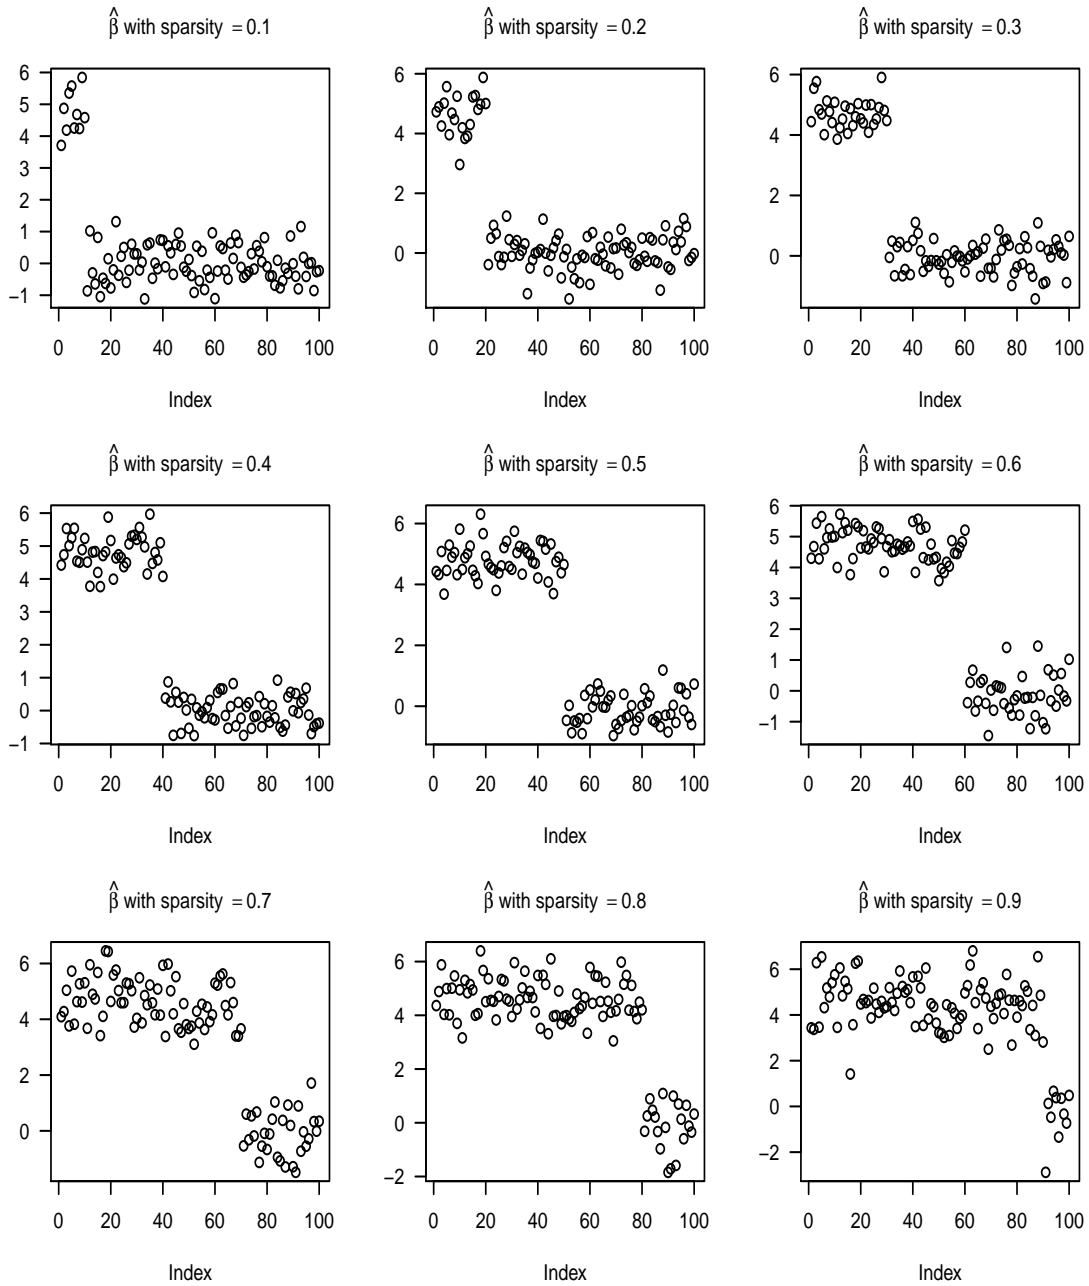 β̂ with sparsity = 0.1
β̂ with sparsity = 0.2
β̂ with sparsity = 0.3
6
5
4
3
2
1
0
−1
0 20 40 60 80 100
Index
6
4
2
0
0 20 40 60 80 100
Index
6
4
2
0
0 20 40 60 80 100
Index
β̂ with sparsity = 0.4
β̂ with sparsity = 0.5
β̂ with sparsity = 0.6
6
5
4
3
2
1
0
−1
0 20 40 60 80 100
Index
6
4
2
0
0 20 40 60 80 100
Index
6
5
4
3
2
1
0
−1
0 20 40 60 80 100
Index
β̂ with sparsity = 0.7
β̂ with sparsity = 0.8
β̂ with sparsity = 0.9
6
4
2
0
0 20 40 60 80 100
Index
6
4
2
0
−2
0 20 40 60 80 100
Index
6
4
2
0
−2
0 20 40 60 80 100
Index